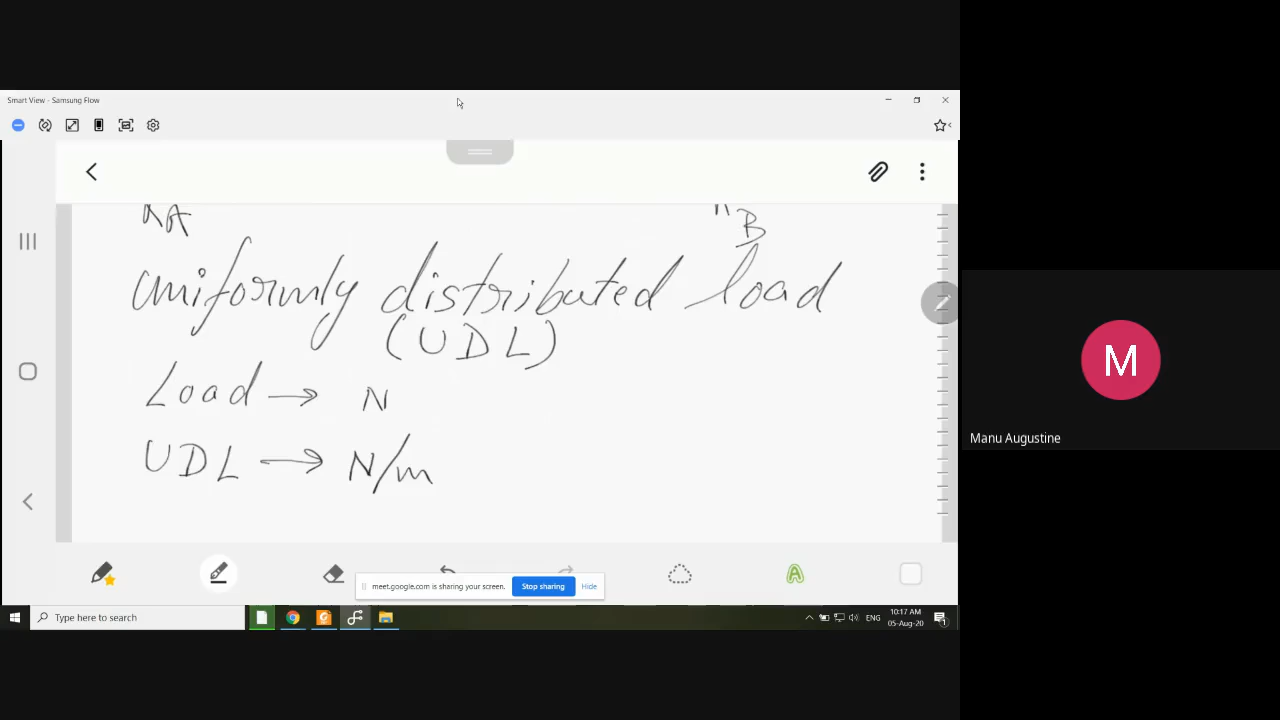 Smart View - Samsung Flow
RA
B
uniformly distributed load
(UDL)
Load → N
UDL → N/m
A
meet.google.com is sharing your screen. Stop sharing Hide
Type here to search
ENG
10:17 AM
05-Aug-20
1
M
Manu Augustine